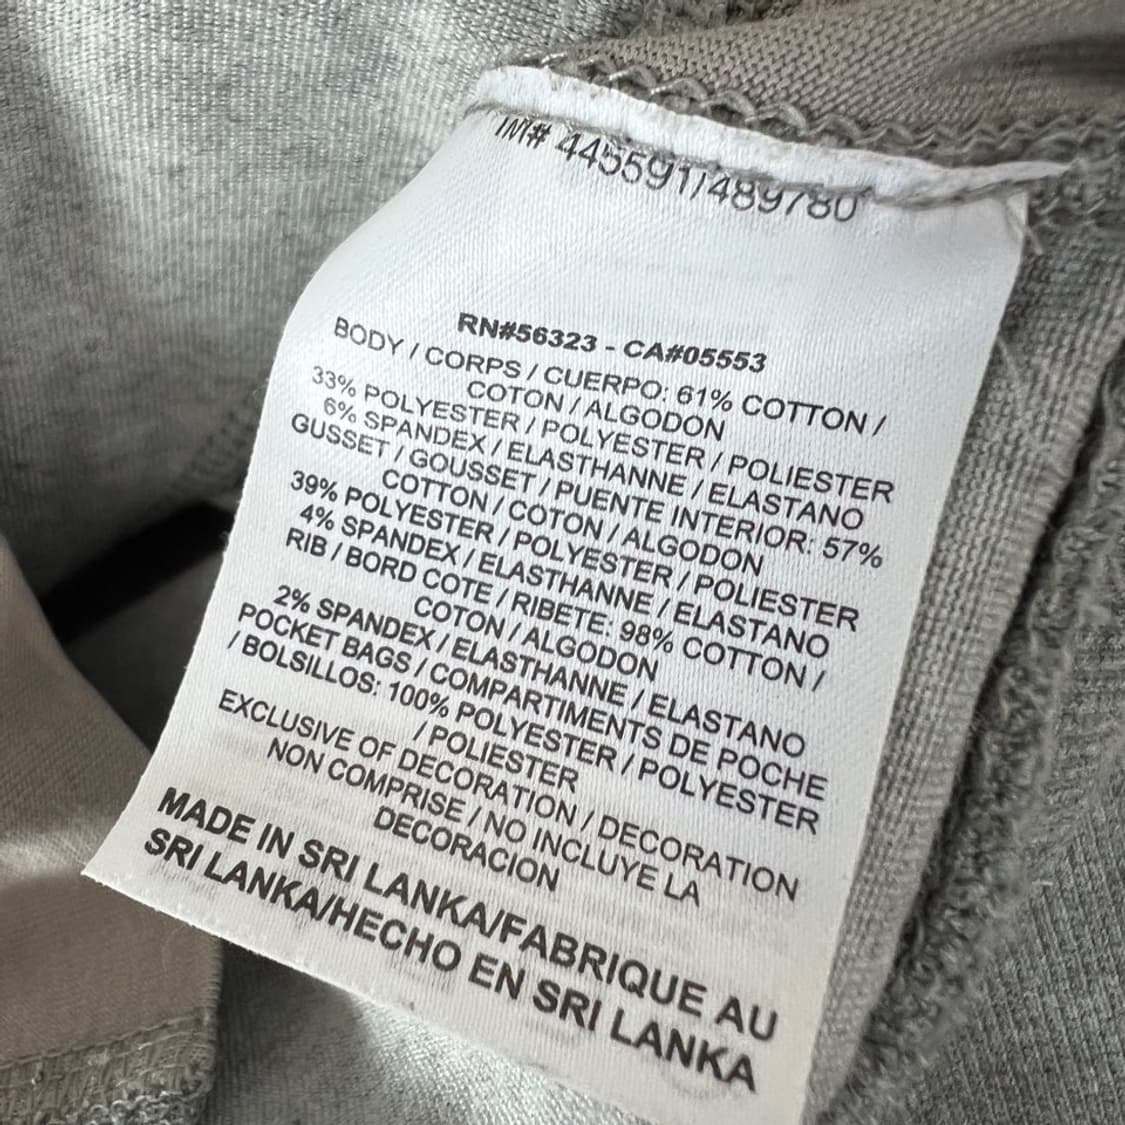 IM# 445591/489780
RN#56323 - CA#05553
BODY / CORPS / CUERPO: 61% COTTON /
COTON / ALGODON
33% POLYESTER / POLYESTER / POLIESTER
6% SPANDEX / ELASTHANNE / ELASTANO
GUSSET / GOUSSET / PUENTE INTERIOR: 57%
COTTON / COTON / ALGODON
39% POLYESTER / POLYESTER / POLIESTER
4% SPANDEX / ELASTHANNE / ELASTANO
RIB / BORD COTE / RIBETE: 98% COTTON /
COTON / ALGODON
2% SPANDEX / ELASTHANNE / ELASTANO
POCKET BAGS / COMPARTIMENTS DE POCHE
/ BOLSILLOS: 100% POLYESTER / POLYESTER
/ POLIESTER
EXCLUSIVE OF DECORATION / DECORATION
NON COMPRISE / NO INCLUYE LA
DECORACION
MADE IN SRI LANKA/FABRIQUE AU
SRI LANKA/HECHO EN SRI LANKA